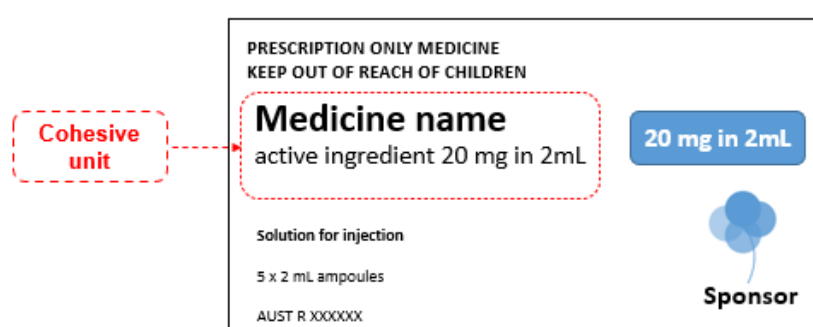 PRESCRIPTION ONLY MEDICINE
KEEP OUT OF REACH OF CHILDREN
Cohesive
unit
Medicine name
active ingredient 20 mg in 2mL
20 mg in 2mL
Solution for injection
5 x 2 mL ampoules
AUST R XXXXXX
Sponsor